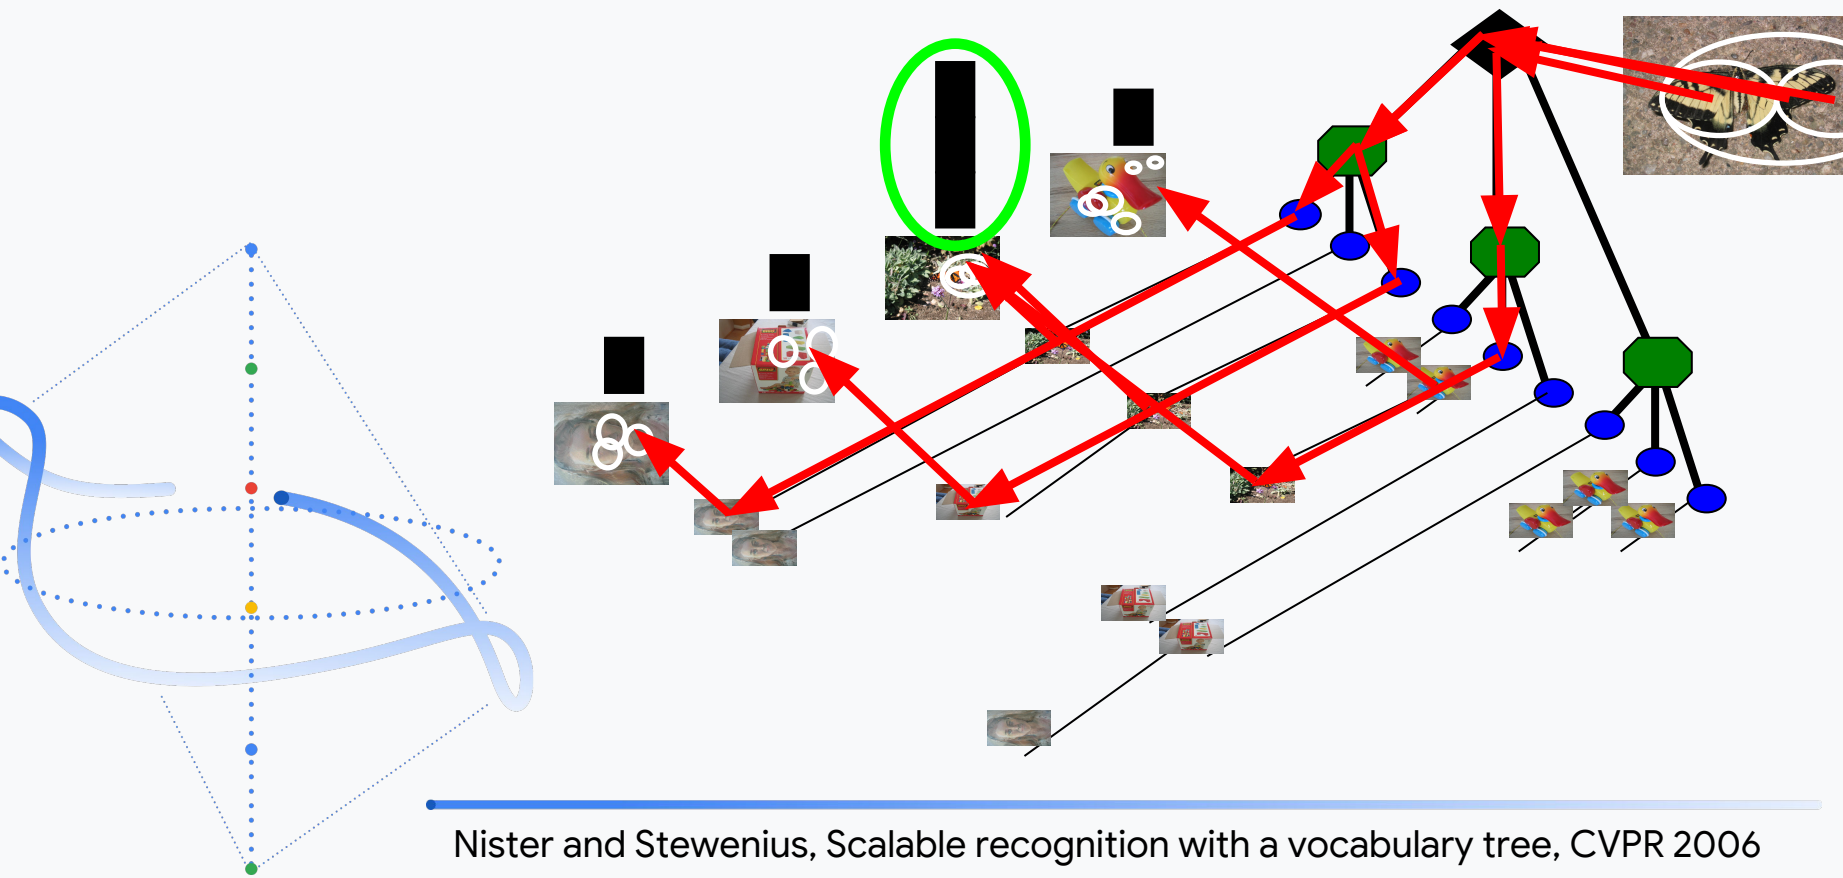 Nister and Stewenius, Scalable recognition with a vocabulary tree, CVPR 2006